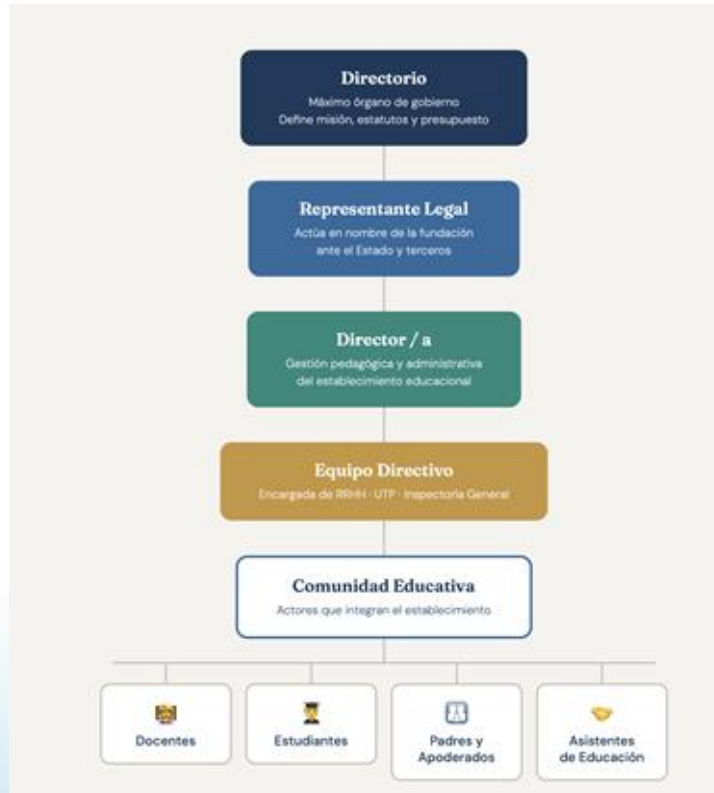 Directorio
Máximo órgano de gobierno
Define misión, estatutos y presupuesto
Representante Legal
Actúa en nombre de la fundación
ante el Estado y terceros
Director / a
Gestión pedagógica y administrativa
del establecimiento educacional
Equipo Directivo
Encargada de RRHH · UTP · Inspectoría General
Comunidad Educativa
Actores que integran el establecimiento
Docentes
Estudiantes
Padres y
Apoderados
Asistentes
de Educación